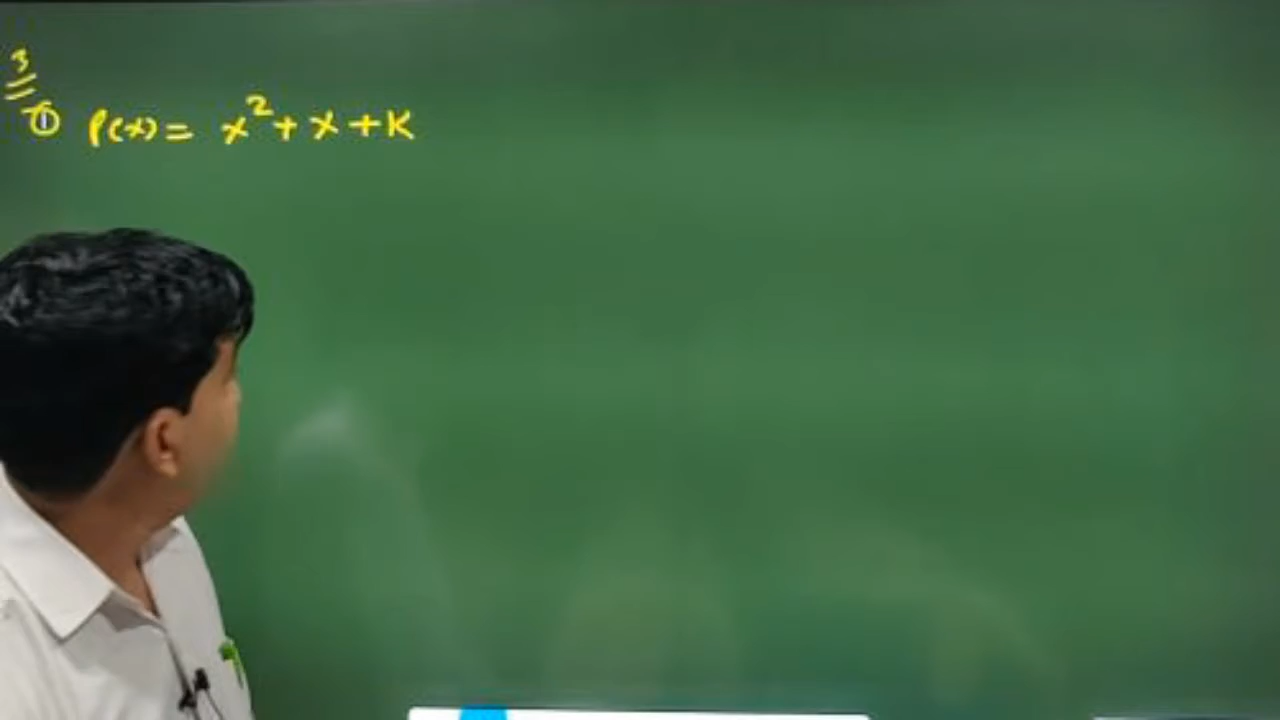 3
① P(x) = x² + x + K